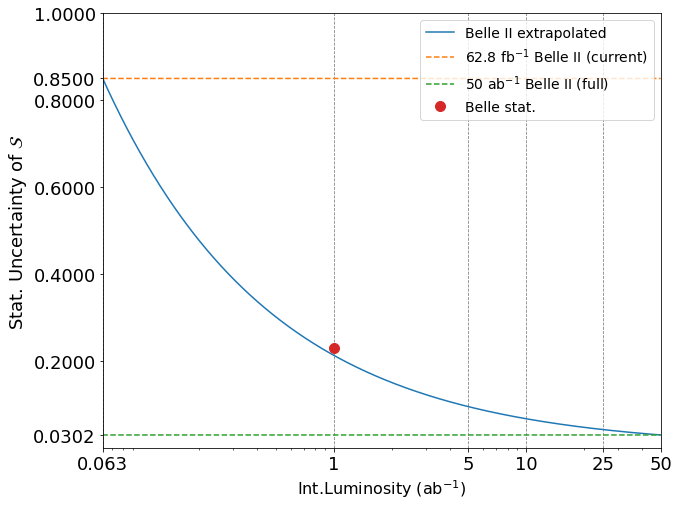 1.0000
0.8500
0.8000
0.6000
0.4000
0.2000
0.0302
Stat. Uncertainty of 𝒮
Belle II extrapolated
62.8 fb⁻¹ Belle II (current)
50 ab⁻¹ Belle II (full)
Belle stat.
0.063 1 5 10 25 50
Int.Luminosity (ab⁻¹)